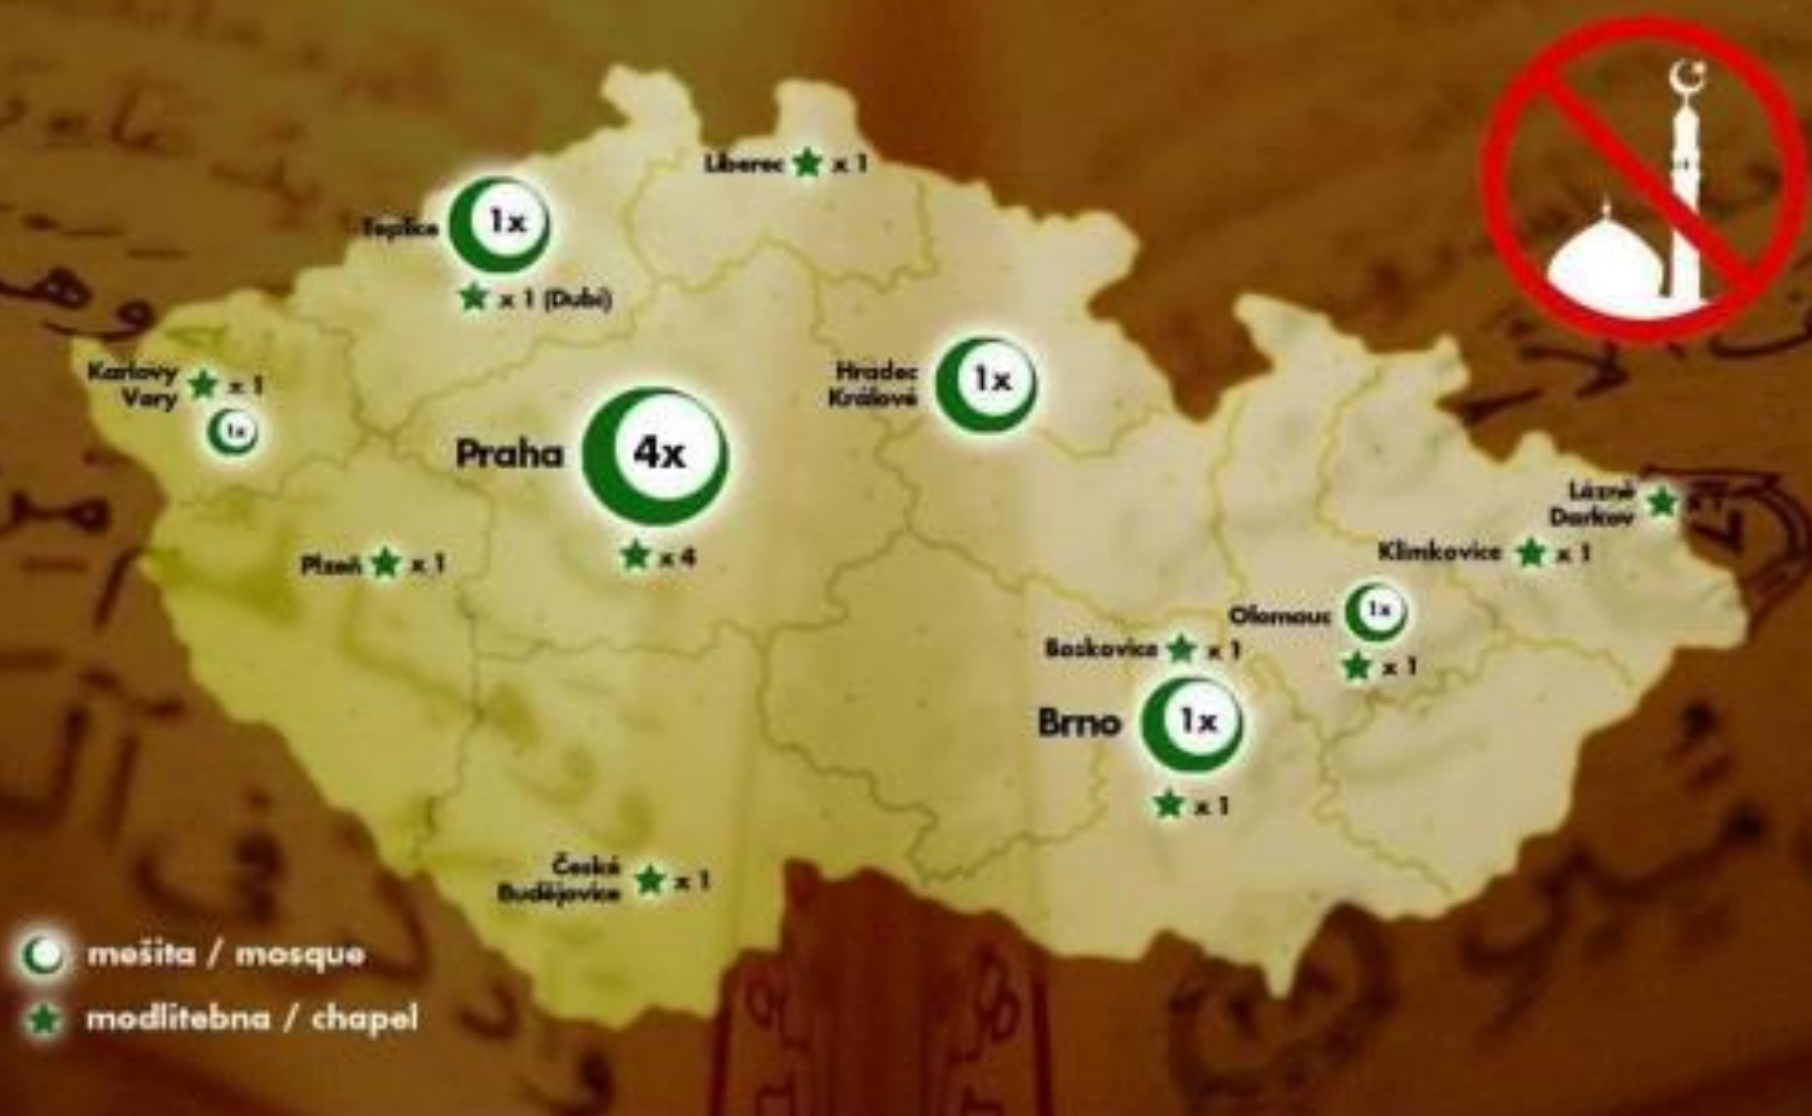 Liberec x 1
Teplice 1x
x 1 (Dubí)
Karlovy
Vary
x 1
1x
Hradec
Králové
1x
Praha 4x
x 4
Plzeň x 1
Lázně
Darkov
Klimkovice x 1
Olomouc 1x
x 1
Boskovice x 1
Brno 1x
x 1
České
Budějovice
x 1
mešita / mosque
modlitebna / chapel